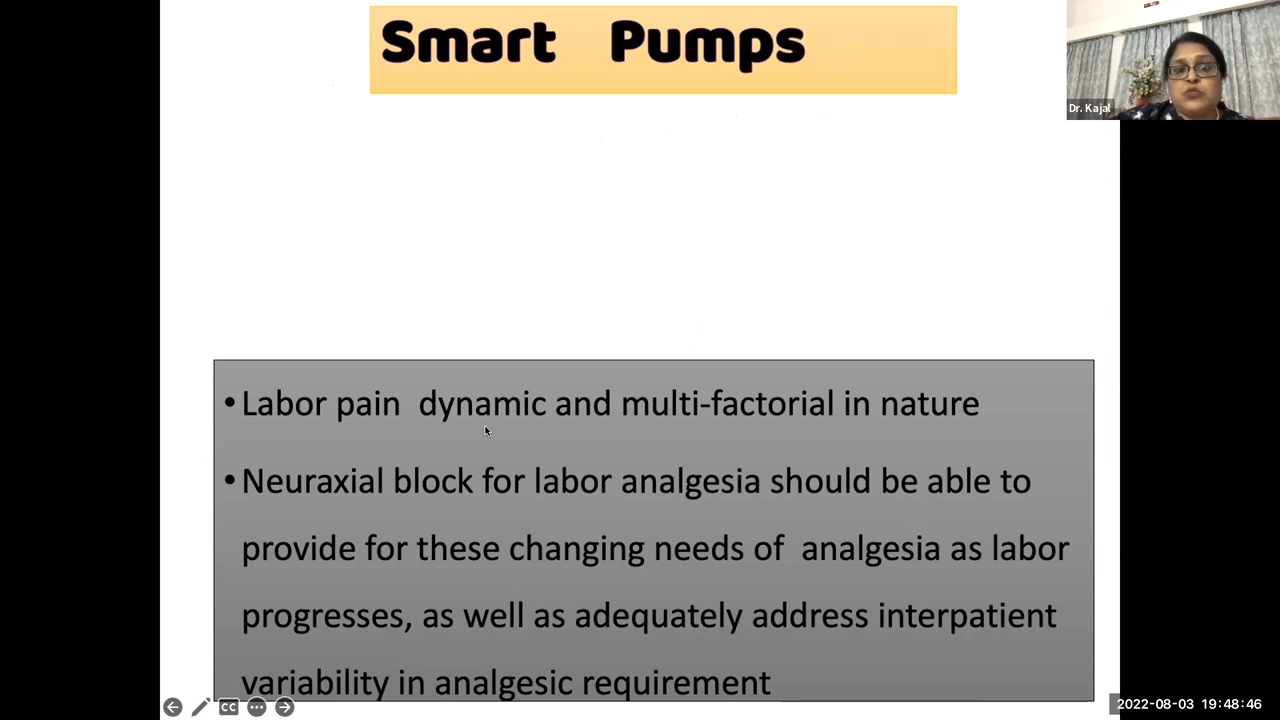 Smart Pumps
Dr. Kajal
• Labor pain dynamic and multi-factorial in nature
• Neuraxial block for labor analgesia should be able to
provide for these changing needs of analgesia as labor
progresses, as well as adequately address interpatient
variability in analgesic requirement
CC
2022-08-03 19:48:46